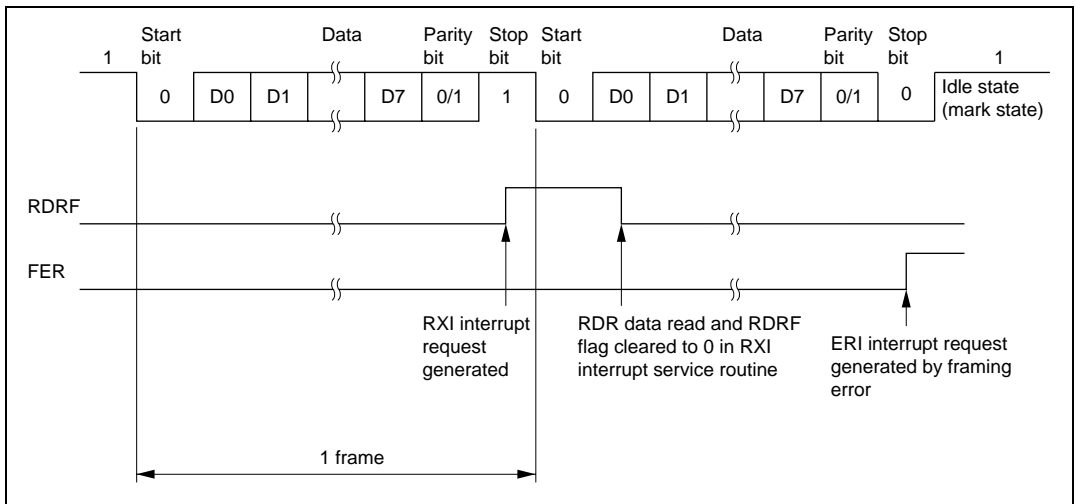 Start Data Parity Stop Start Data Parity Stop
1 bit bit bit bit bit bit 1
0 D0 D1 D7 0/1 1 0 D0 D1 D7 0/1 0 Idle state
(mark state)
RDRF
FER
RXI interrupt
request
generated
RDR data read and RDRF
flag cleared to 0 in RXI
interrupt service routine
ERI interrupt request
generated by framing
error
1 frame